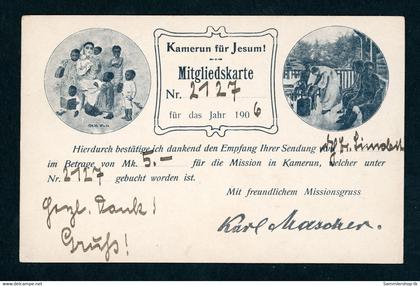 Kamerun für Jesum!
Mitgliedskarte
Nr. 2127
für das Jahr 1906
Hierdurch bestätige ich dankend den Empfang Ihrer Sendung
im Betrage von Mk. 5.- für die Mission in Kamerun, welcher unter
Nr. 2127 gebucht worden ist.
Mit freundlichem Missionsgruss
Herzl. Dank!
Gruß!
Karl Mascher.